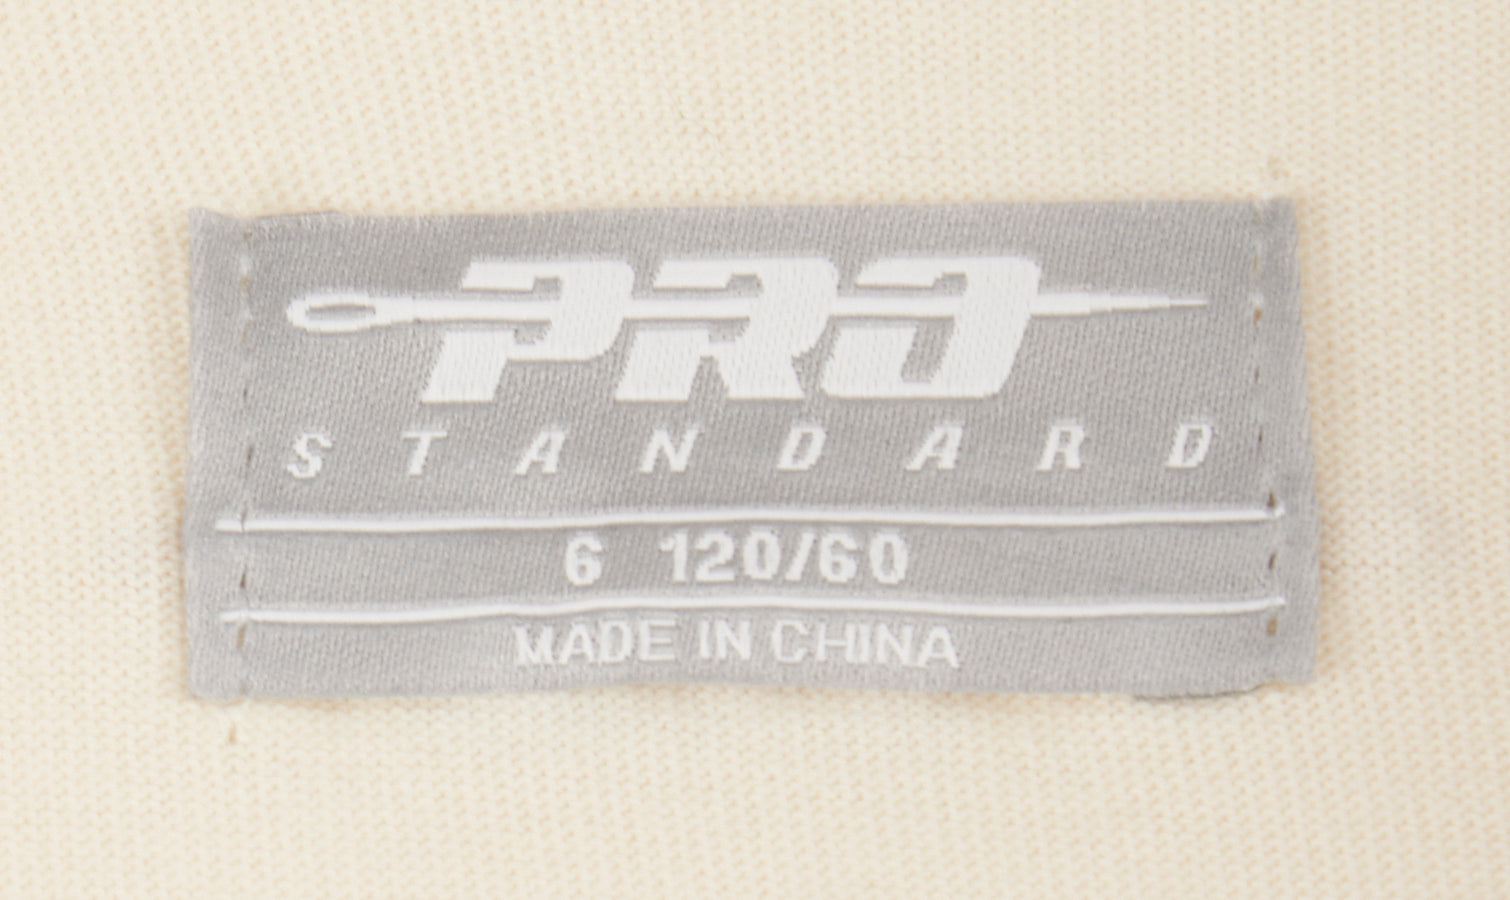 PRO
STANDARD
6 120/60
MADE IN CHINA